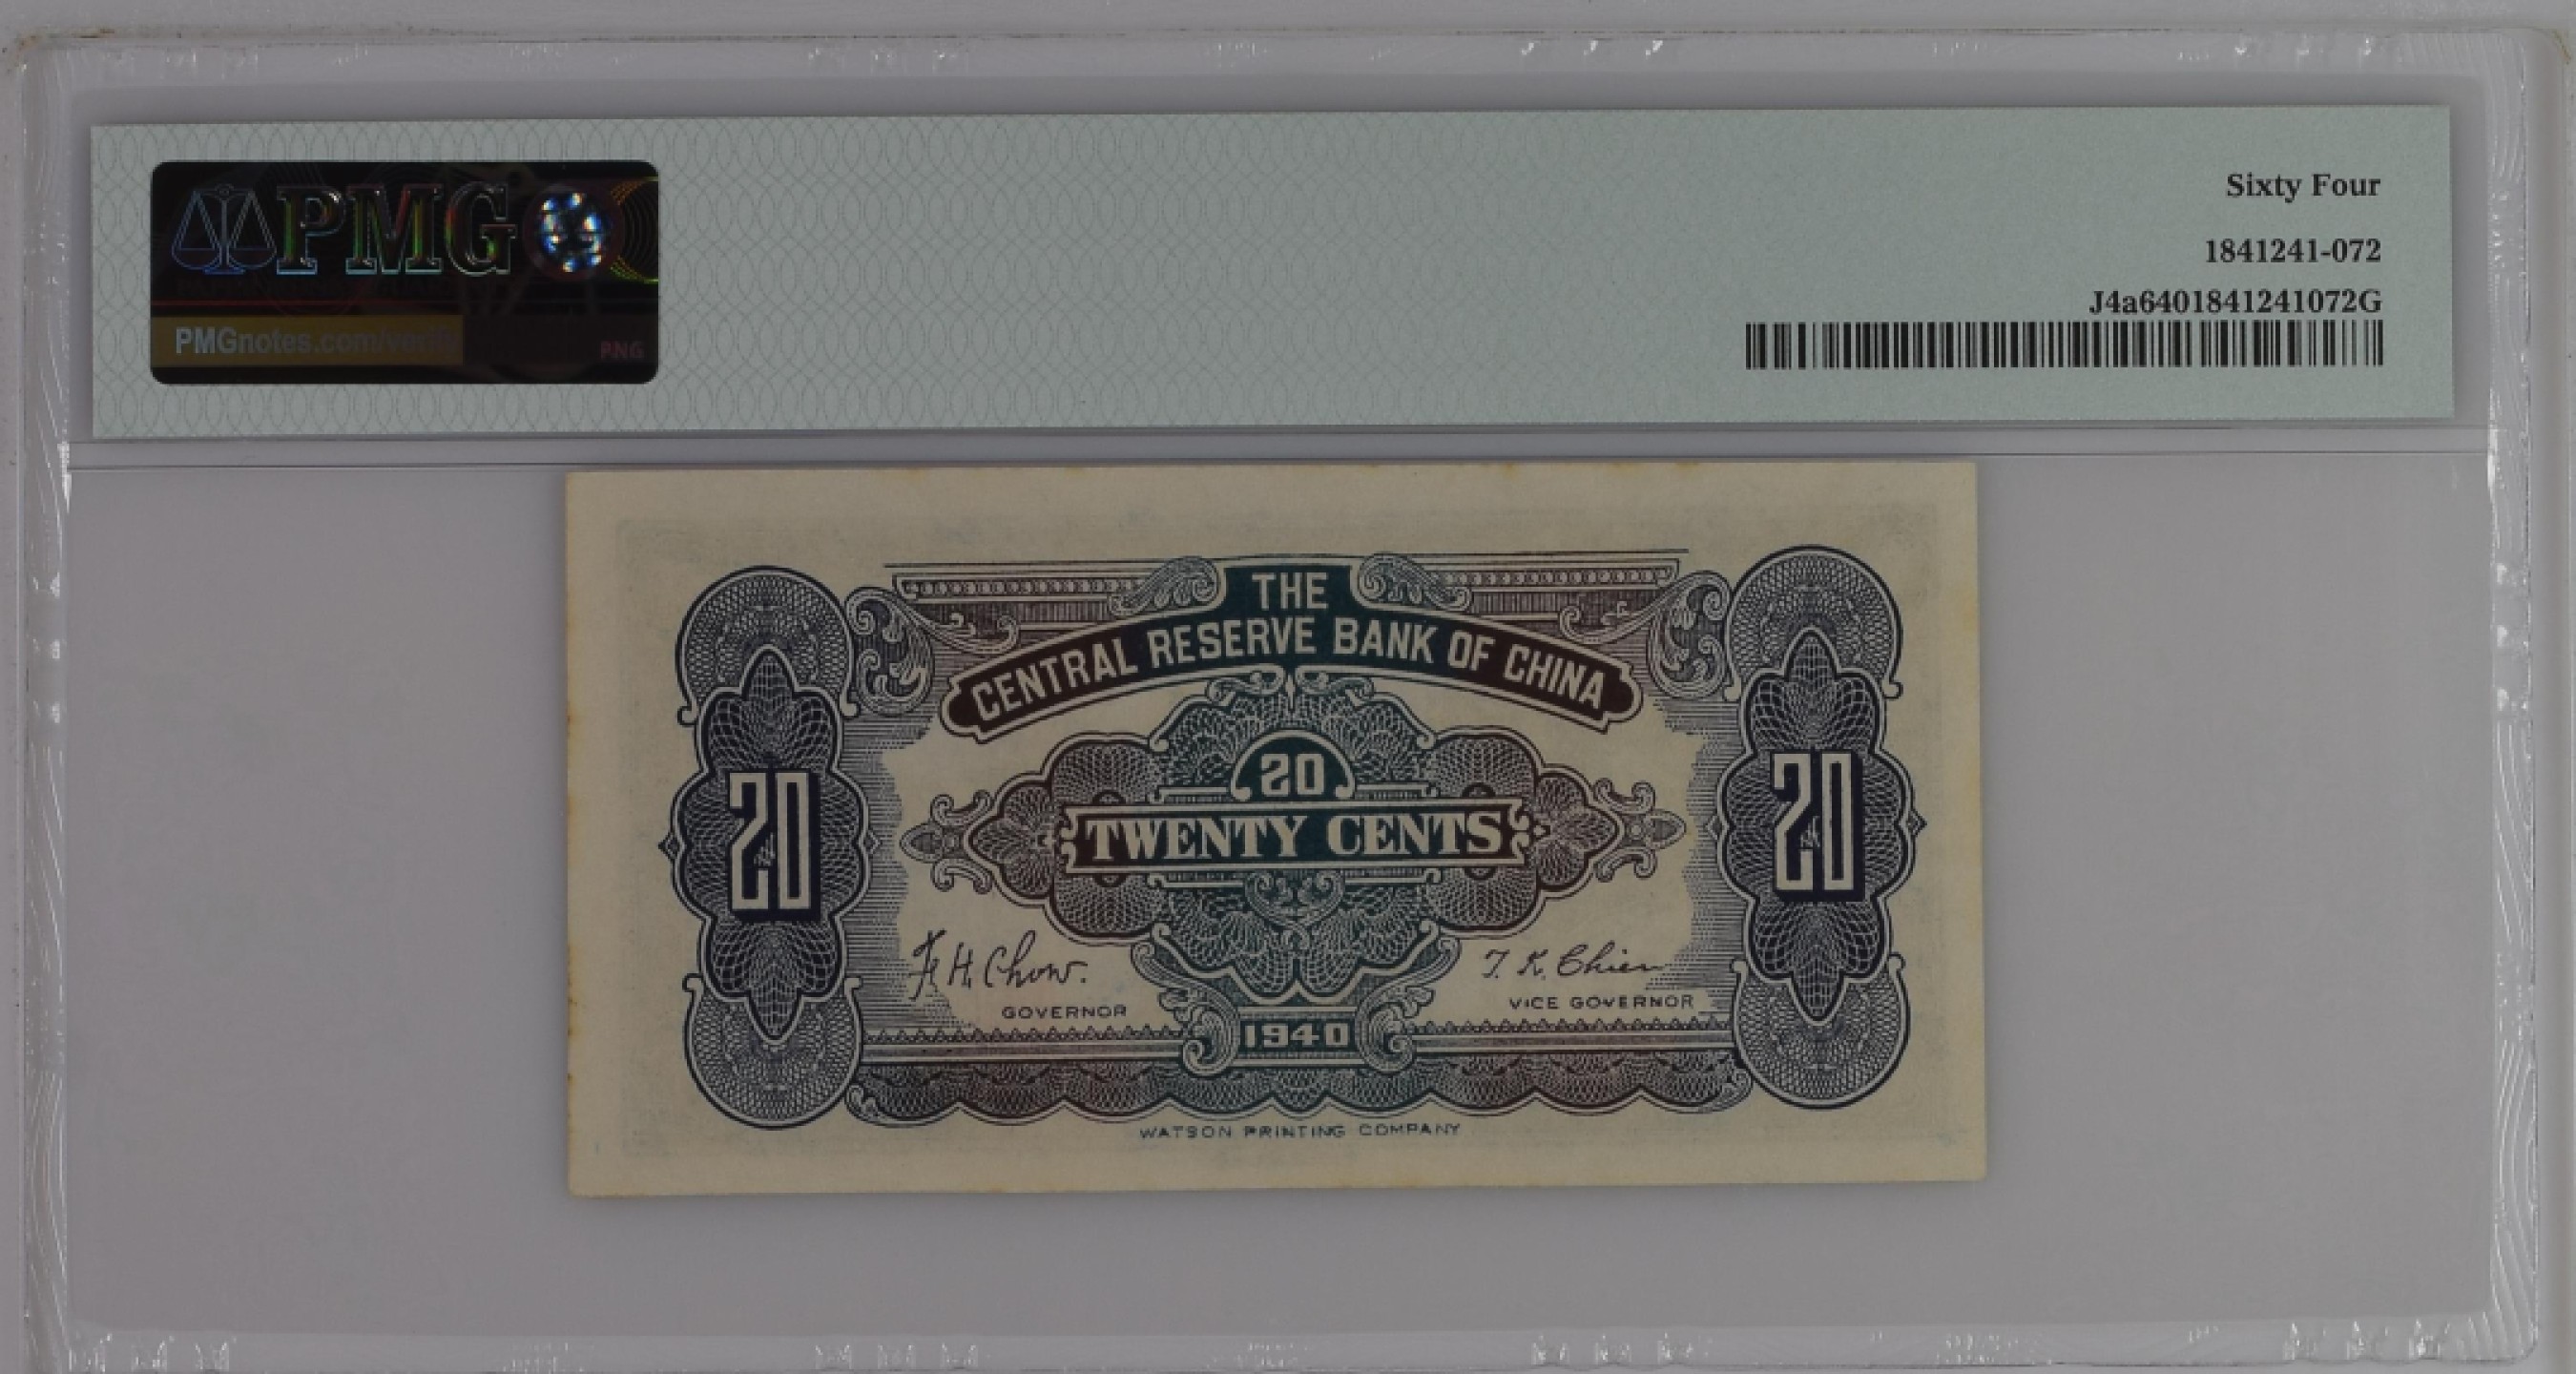 PMG
PMGnotes.com/verify
PNG
Sixty Four
1841241-072
J4a6401841241072G
THE
CENTRAL RESERVE BANK OF CHINA
20
TWENTY CENTS
20
20
F. H. Chow.
GOVERNOR
T. K. Chien
VICE GOVERNOR
1940
WATSON PRINTING COMPANY